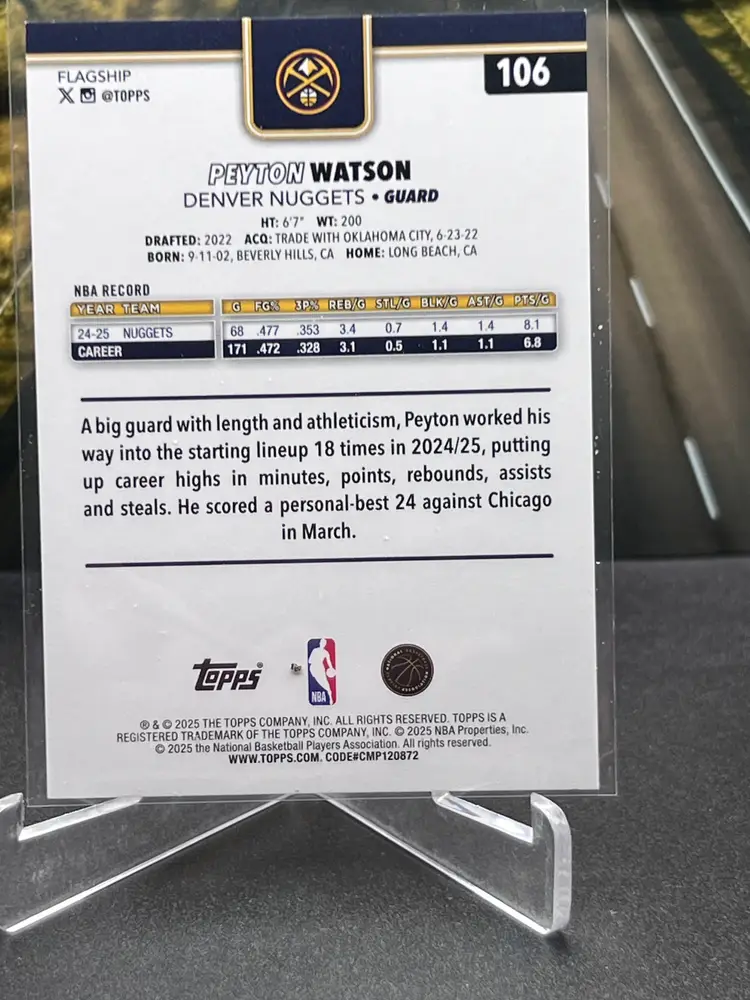 FLAGSHIP
X @TOPPS
106
PEYTON WATSON
DENVER NUGGETS • GUARD
HT: 6'7" WT: 200
DRAFTED: 2022 ACQ: TRADE WITH OKLAHOMA CITY, 6-23-22
BORN: 9-11-02, BEVERLY HILLS, CA HOME: LONG BEACH, CA
NBA RECORD
YEAR TEAM G FG% 3P% REB/G STL/G BLK/G AST/G PTS/G
24-25 NUGGETS 68 .477 .353 3.4 0.7 1.4 1.4 8.1
CAREER 171 .472 .328 3.1 0.5 1.1 1.1 6.8
A big guard with length and athleticism, Peyton worked his
way into the starting lineup 18 times in 2024/25, putting
up career highs in minutes, points, rebounds, assists
and steals. He scored a personal-best 24 against Chicago
in March.
TOPPS®
NBA
® & © 2025 THE TOPPS COMPANY, INC. ALL RIGHTS RESERVED. TOPPS IS A
REGISTERED TRADEMARK OF THE TOPPS COMPANY, INC. © 2025 NBA Properties, Inc.
© 2025 the National Basketball Players Association. All rights reserved.
WWW.TOPPS.COM. CODE#CMP120872